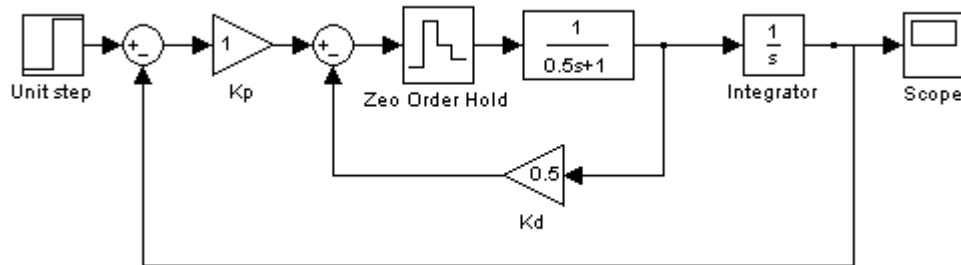 +
−
1
+
−
1
0.5s+1
1
s
Unit step
Kp
Zeo Order Hold
Integrator
Scope
0.5
Kd